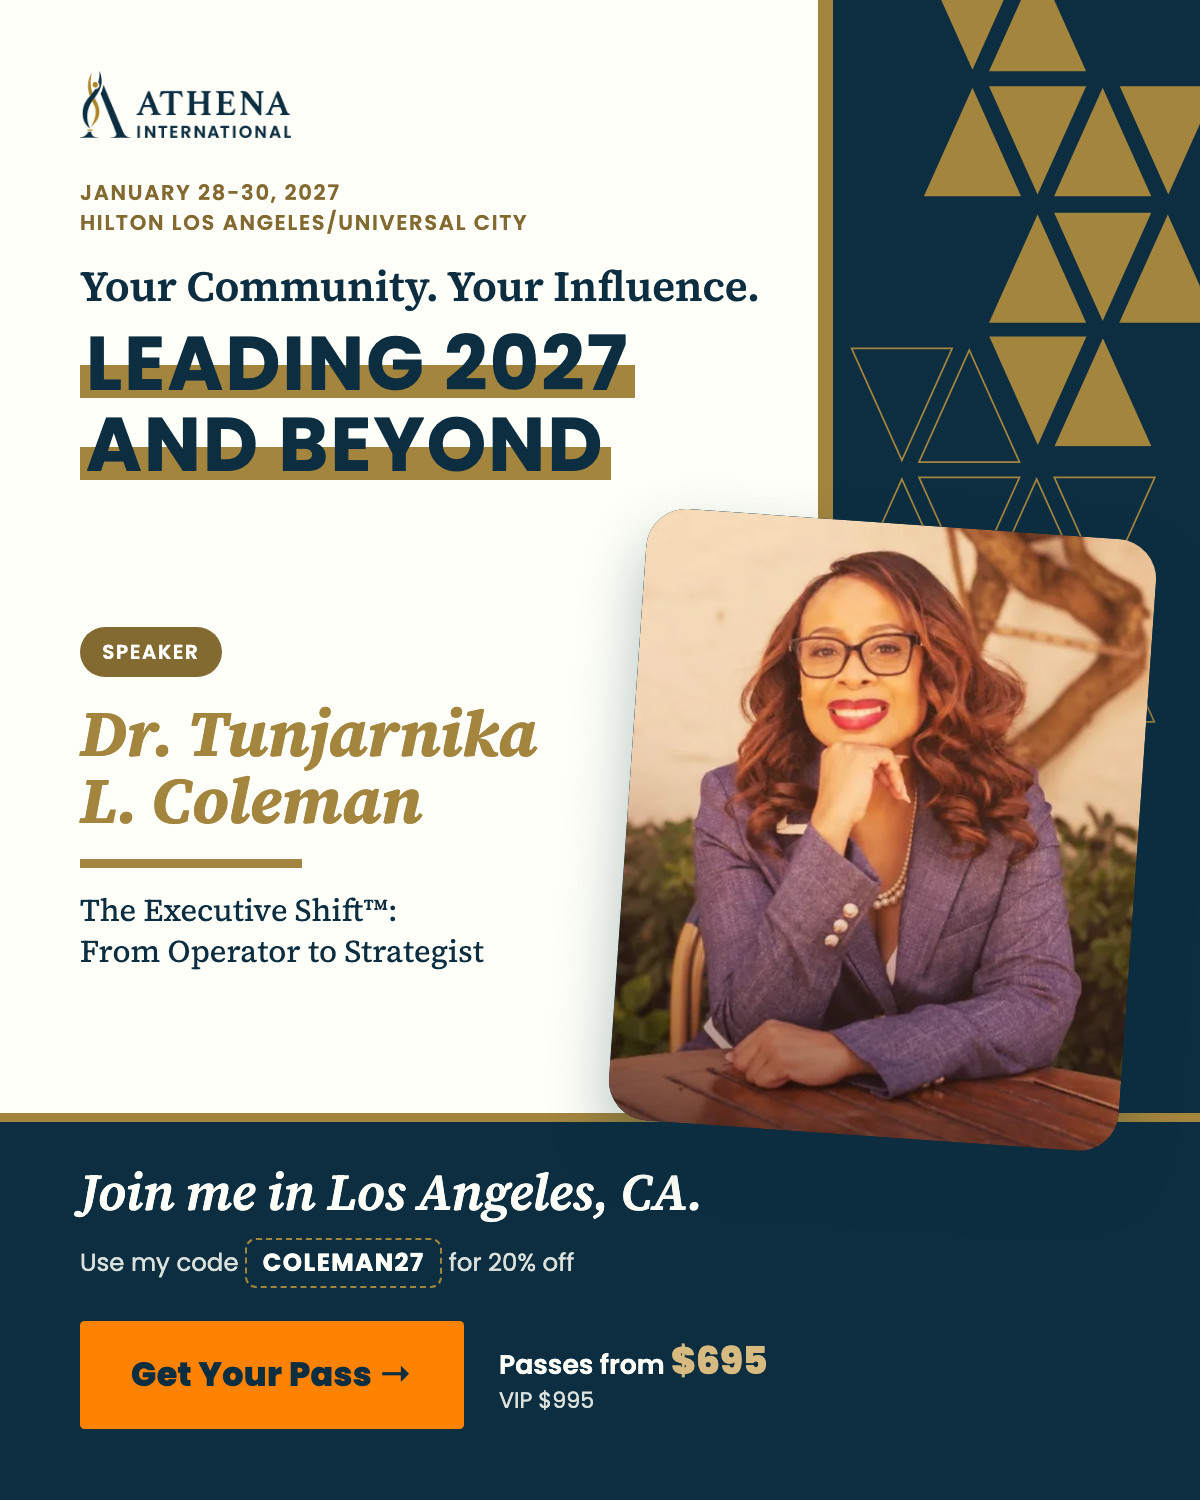 ATHENA
INTERNATIONAL
JANUARY 28-30, 2027
HILTON LOS ANGELES/UNIVERSAL CITY
Your Community. Your Influence.
LEADING 2027
AND BEYOND
SPEAKER
Dr. Tunjarnika
L. Coleman
The Executive Shift™:
From Operator to Strategist
Join me in Los Angeles, CA.
Use my code COLEMAN27 for 20% off
Get Your Pass →
Passes from $695
VIP $995